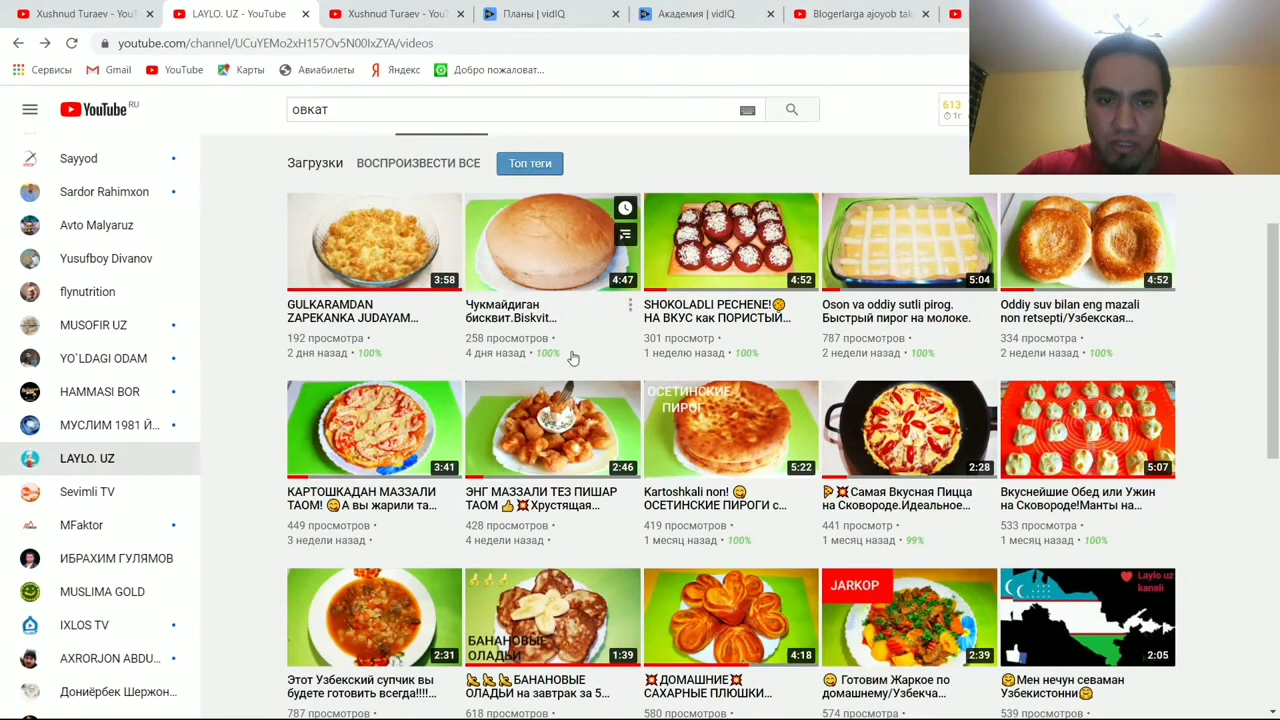 Xushnud Turaev - You
LAYLO. UZ - YouTube
Xushnud Turaev - YouT
Планы | vidIQ
Академия | vidIQ
Blogerlarga ajoyob tak
youtube.com/channel/UCuYEMo2xH157Ov5N00IxZYA/videos
Сервисы
Gmail
YouTube
Карты
Авиабилеты
Яндекс
Добро пожаловат...
YouTube RU
овкат
613
1г
Sayyod
Sardor Rahimxon
Avto Malyaruz
Yusufboy Divanov
flynutrition
MUSOFIR UZ
YO`LDAGI ODAM
HAMMASI BOR
МУСЛИМ 1981 Й...
LAYLO. UZ
Sevimli TV
MFaktor
ИБРАХИМ ГУЛЯМОВ
MUSLIMA GOLD
IXLOS TV
AXRORJON ABDU...
Дониёрбек Шержон...
Загрузки ВОСПРОИЗВЕСТИ ВСЕ Топ теги
3:58
4:47
4:52
5:04
4:52
GULKARAMDAN
ZAPEKANKA JUDAYAM...
192 просмотра •
2 дня назад • 100%
Чукмайдиган
бисквит.Biskvit...
258 просмотров •
4 дня назад • 100%
SHOKOLADLI PECHENE!
НА ВКУС как ПОРИСТЫЙ...
301 просмотр •
1 неделю назад • 100%
Oson va oddiy sutli pirog.
Быстрый пирог на молоке.
787 просмотров •
2 недели назад • 100%
Oddiy suv bilan eng mazali
non retsepti/Узбекская...
334 просмотра •
2 недели назад • 100%
3:41
2:46
ОСЕТИНСКИЕ
ПИРОГ
5:22
2:28
5:07
КАРТОШКАДАН МАЗЗАЛИ
ТАОМ! 😋А вы жарили та...
449 просмотров •
3 недели назад •
ЭНГ МАЗЗАЛИ ТЕЗ ПИШАР
ТАОМ 👍💥Хрустящая...
428 просмотров •
4 недели назад •
Kartoshkali non! 😋
ОСЕТИНСКИЕ ПИРОГИ с...
419 просмотров •
1 месяц назад • 100%
🍕💥Самая Вкусная Пицца
на Сковороде.Идеальное...
441 просмотр •
1 месяц назад • 99%
Вкуснейшие Обед или Ужин
на Сковороде!Манты на...
533 просмотра •
1 месяц назад • 100%
2:31
БАНАНОВЫЕ
ОЛАДЬИ
1:39
4:18
JARKOP
2:39
Laylo uz
kanali
2:05
Этот Узбекский супчик вы
будете готовить всегда!!!!...
787 просмотров •
🍌🍌🍌БАНАНОВЫЕ
ОЛАДЬИ на завтрак за 5...
618 просмотров •
💥ДОМАШНИЕ💥
САХАРНЫЕ ПЛЮШКИ...
580 просмотров •
😋 Готовим Жаркое по
домашнему/Узбекча...
574 просмотра •
🤗Мен нечун севаман
Узбекистонни🤗
539 просмотров •